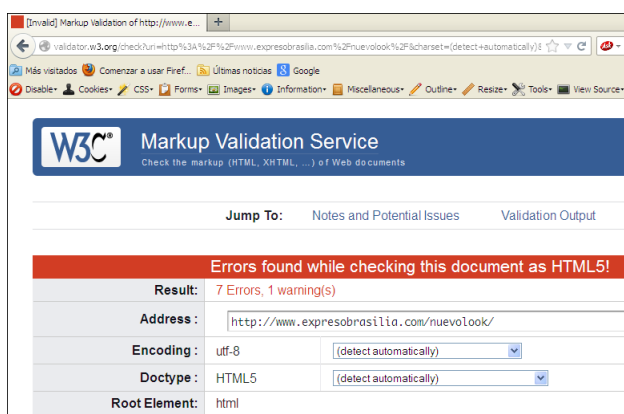 [Invalid] Markup Validation of http://www.e...
validator.w3.org/check?uri=http%3A%2F%2Fwww.expresobrasilia.com%2Fnuevolook%2F&charset=(detect+automatically)&
Más visitados Comenzar a usar Firef... Últimas noticias Google
Disable Cookies CSS Forms Images Information Miscellaneous Outline Resize Tools View Source
W3C® Markup Validation Service
Check the markup (HTML, XHTML, ...) of Web documents
Jump To: Notes and Potential Issues Validation Output
Errors found while checking this document as HTML5!
Result: 7 Errors, 1 warning(s)
Address : http://www.expresobrasilia.com/nuevolook/
Encoding : utf-8 (detect automatically)
Doctype : HTML5 (detect automatically)
Root Element: html